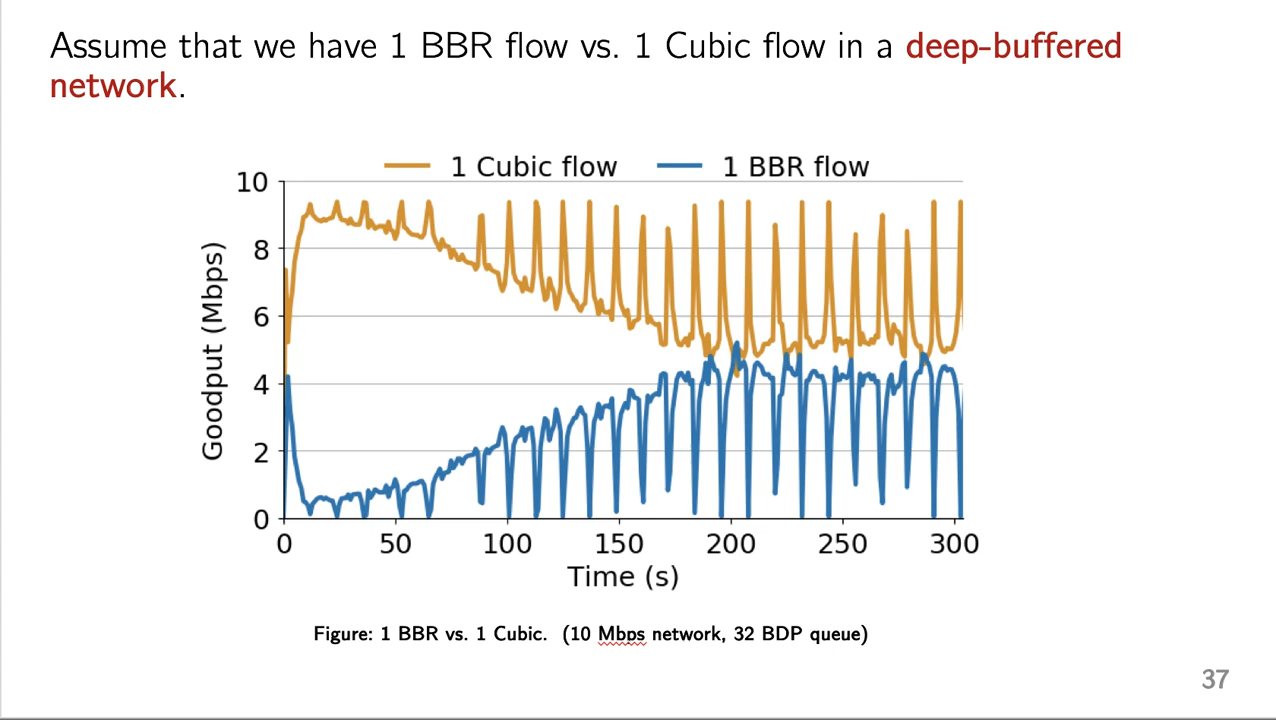 Assume that we have 1 BBR flow vs. 1 Cubic flow in a deep-buffered
network.
1 Cubic flow 1 BBR flow
10
8
6
4
2
0
Goodput (Mbps)
0 50 100 150 200 250 300
Time (s)
Figure: 1 BBR vs. 1 Cubic. (10 Mbps network, 32 BDP queue)
37